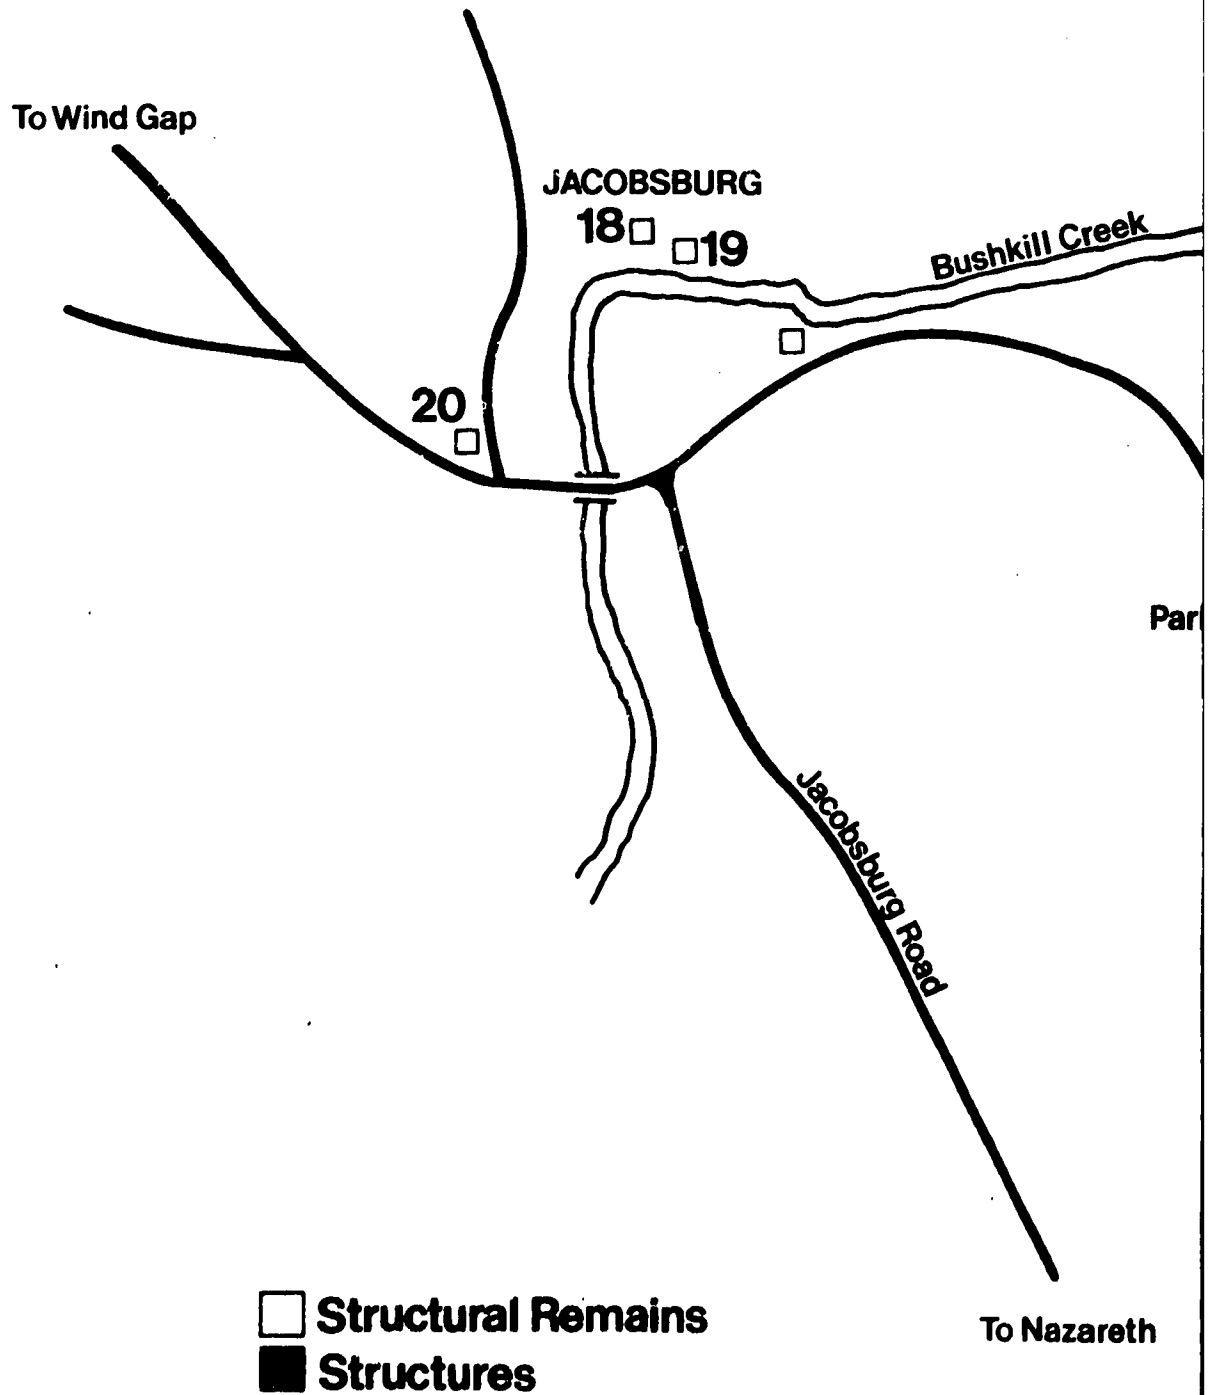 To Wind Gap
JACOBSBURG
18
19
Bushkill Creek
20
Jacobsburg Road
To Nazareth
Structural Remains
Structures